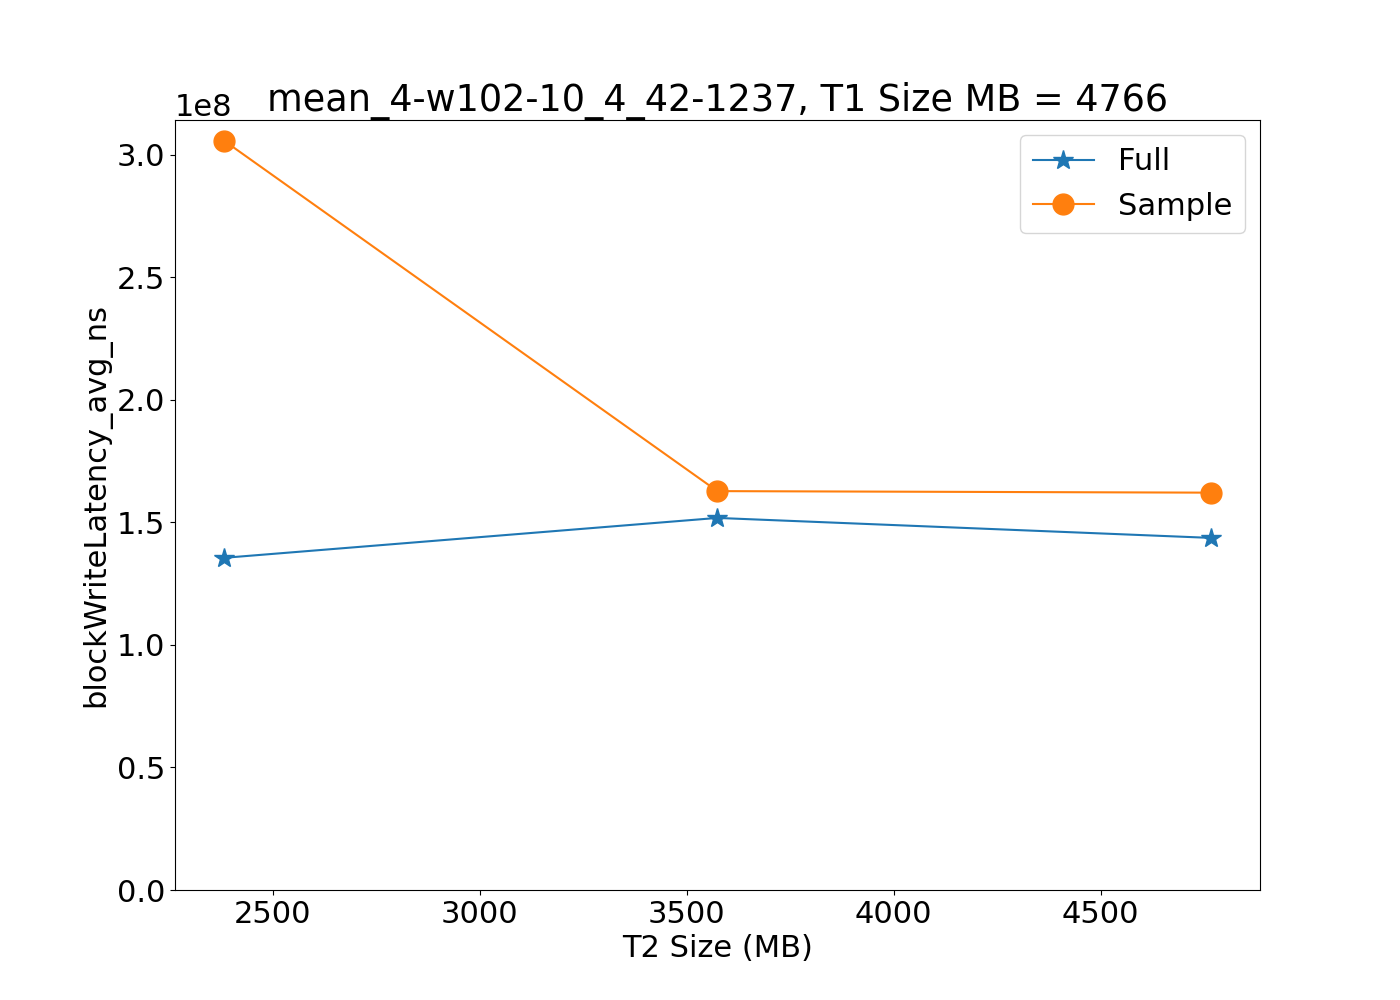 1e8
mean_4-w102-10_4_42-1237, T1 Size MB = 4766
Full
Sample
blockWriteLatency_avg_ns
3.0
2.5
2.0
1.5
1.0
0.5
0.0
2500 3000 3500 4000 4500
T2 Size (MB)